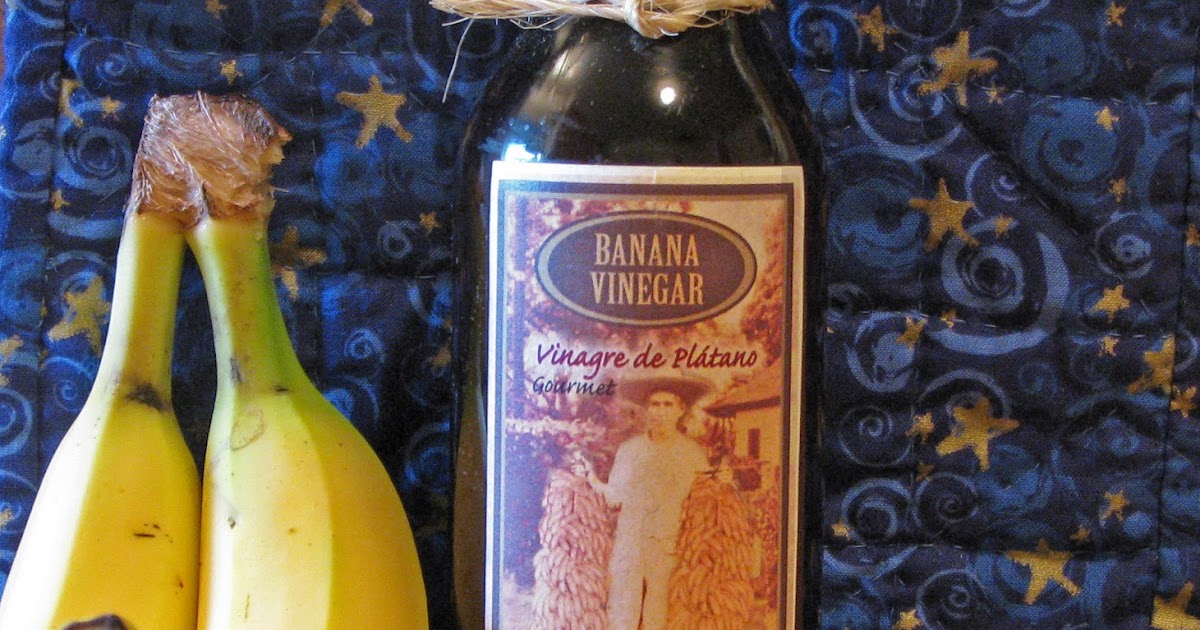 BANANA
VINEGAR
Vinagre de Plátano
Gourmet